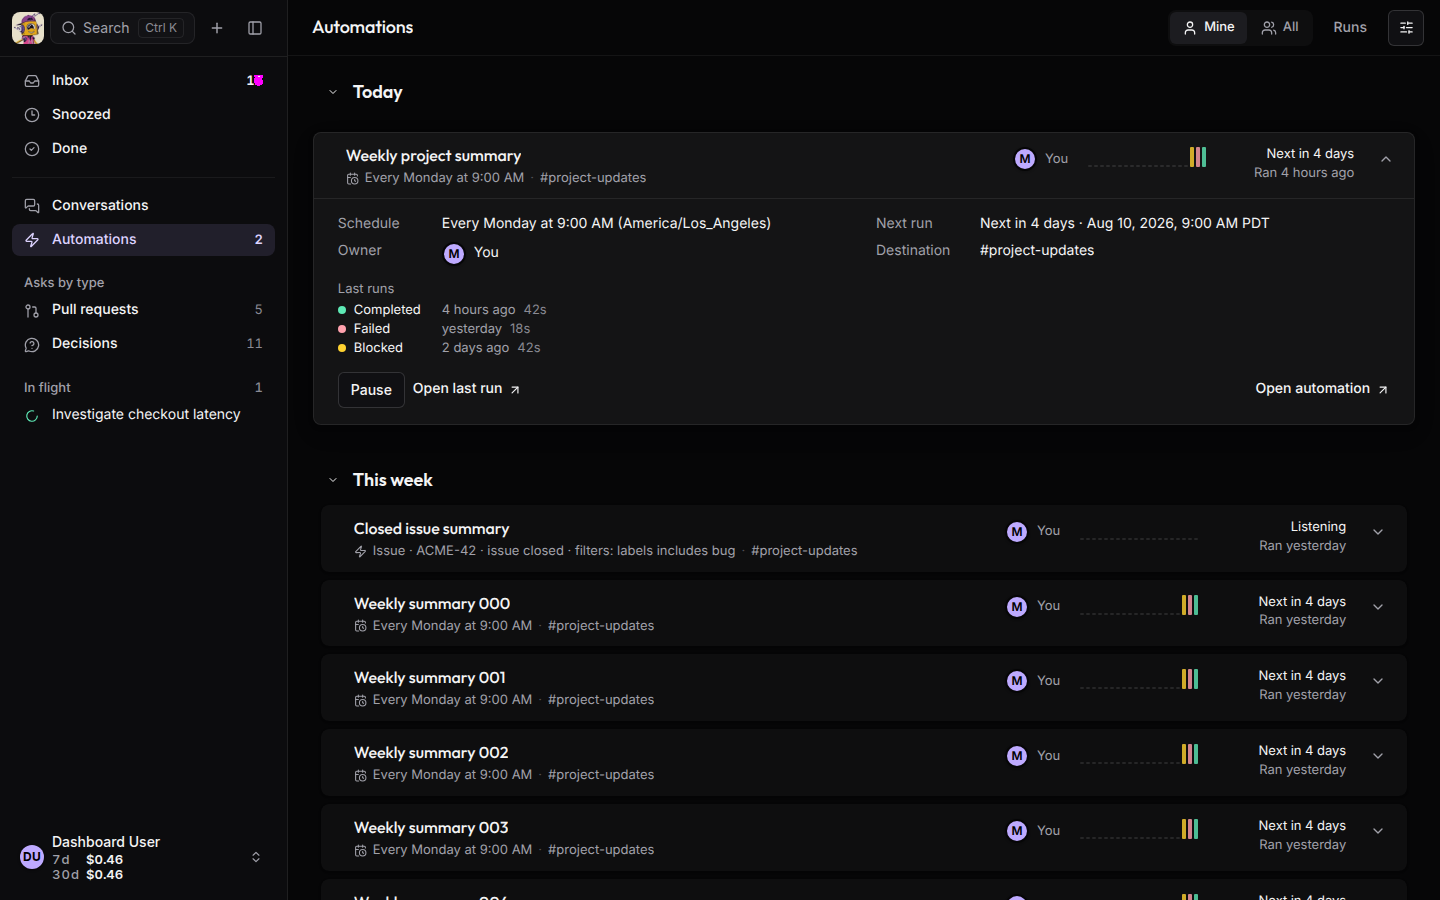 Search Ctrl K
Inbox
Snoozed
Done
Conversations
Automations 2
Asks by type
Pull requests 5
Decisions 11
In flight 1
Investigate checkout latency
DU Dashboard User
7d $0.46
30d $0.46
Automations
Mine All Runs
Today
Weekly project summary
Every Monday at 9:00 AM · #project-updates
M You
Next in 4 days
Ran 4 hours ago
Schedule Every Monday at 9:00 AM (America/Los_Angeles)
Next run Next in 4 days · Aug 10, 2026, 9:00 AM PDT
Owner M You
Destination #project-updates
Last runs
Completed 4 hours ago 42s
Failed yesterday 18s
Blocked 2 days ago 42s
Pause Open last run
Open automation
This week
Closed issue summary
Issue · ACME-42 · issue closed · filters: labels includes bug · #project-updates
M You
Listening
Ran yesterday
Weekly summary 000
Every Monday at 9:00 AM · #project-updates
M You
Next in 4 days
Ran yesterday
Weekly summary 001
Every Monday at 9:00 AM · #project-updates
M You
Next in 4 days
Ran yesterday
Weekly summary 002
Every Monday at 9:00 AM · #project-updates
M You
Next in 4 days
Ran yesterday
Weekly summary 003
Every Monday at 9:00 AM · #project-updates
M You
Next in 4 days
Ran yesterday